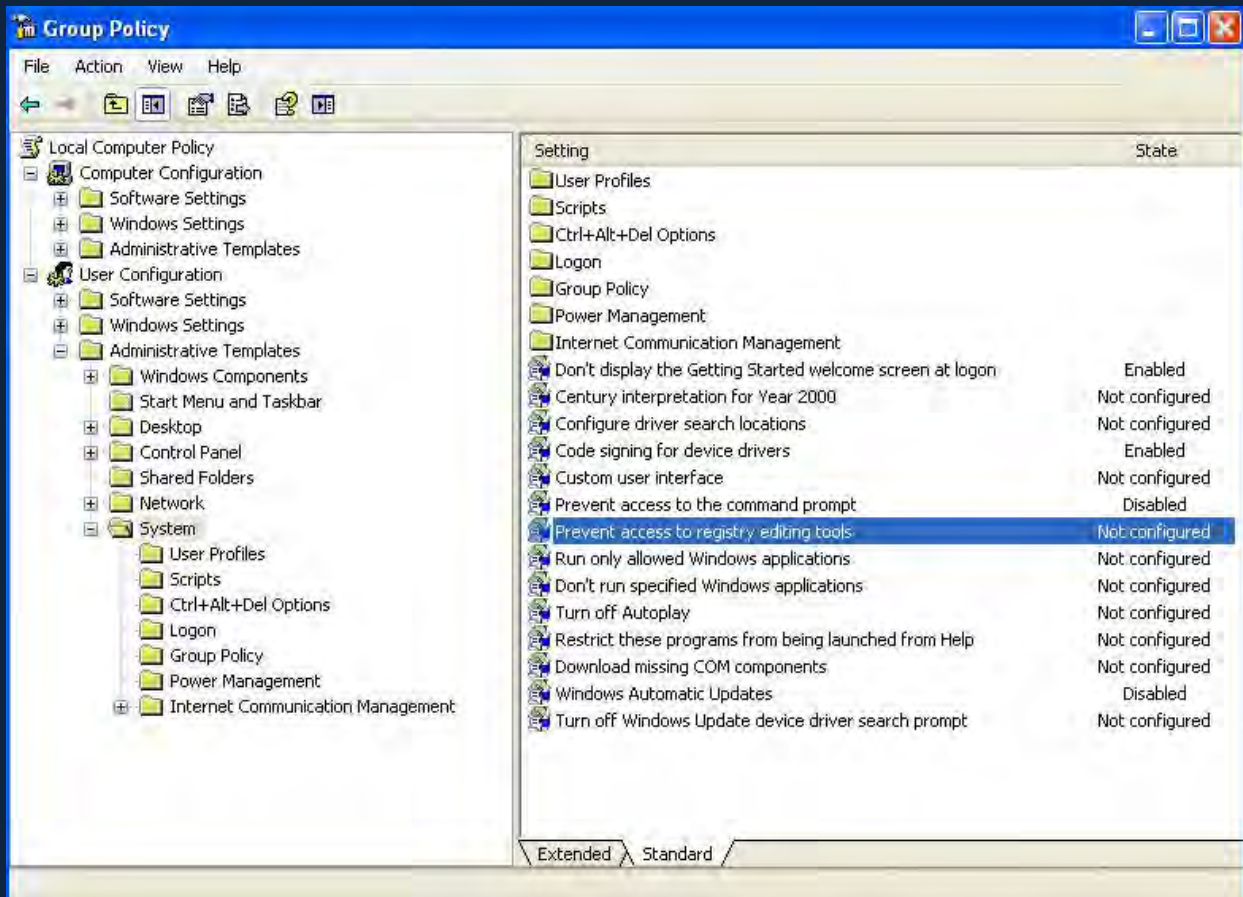 Group Policy
File Action View Help
Local Computer Policy
Computer Configuration
Software Settings
Windows Settings
Administrative Templates
User Configuration
Software Settings
Windows Settings
Administrative Templates
Windows Components
Start Menu and Taskbar
Desktop
Control Panel
Shared Folders
Network
System
User Profiles
Scripts
Ctrl+Alt+Del Options
Logon
Group Policy
Power Management
Internet Communication Management
Setting State
User Profiles
Scripts
Ctrl+Alt+Del Options
Logon
Group Policy
Power Management
Internet Communication Management
Don't display the Getting Started welcome screen at logon Enabled
Century interpretation for Year 2000 Not configured
Configure driver search locations Not configured
Code signing for device drivers Enabled
Custom user interface Not configured
Prevent access to the command prompt Disabled
Prevent access to registry editing tools Not configured
Run only allowed Windows applications Not configured
Don't run specified Windows applications Not configured
Turn off Autoplay Not configured
Restrict these programs from being launched from Help Not configured
Download missing COM components Not configured
Windows Automatic Updates Disabled
Turn off Windows Update device driver search prompt Not configured
Extended Standard